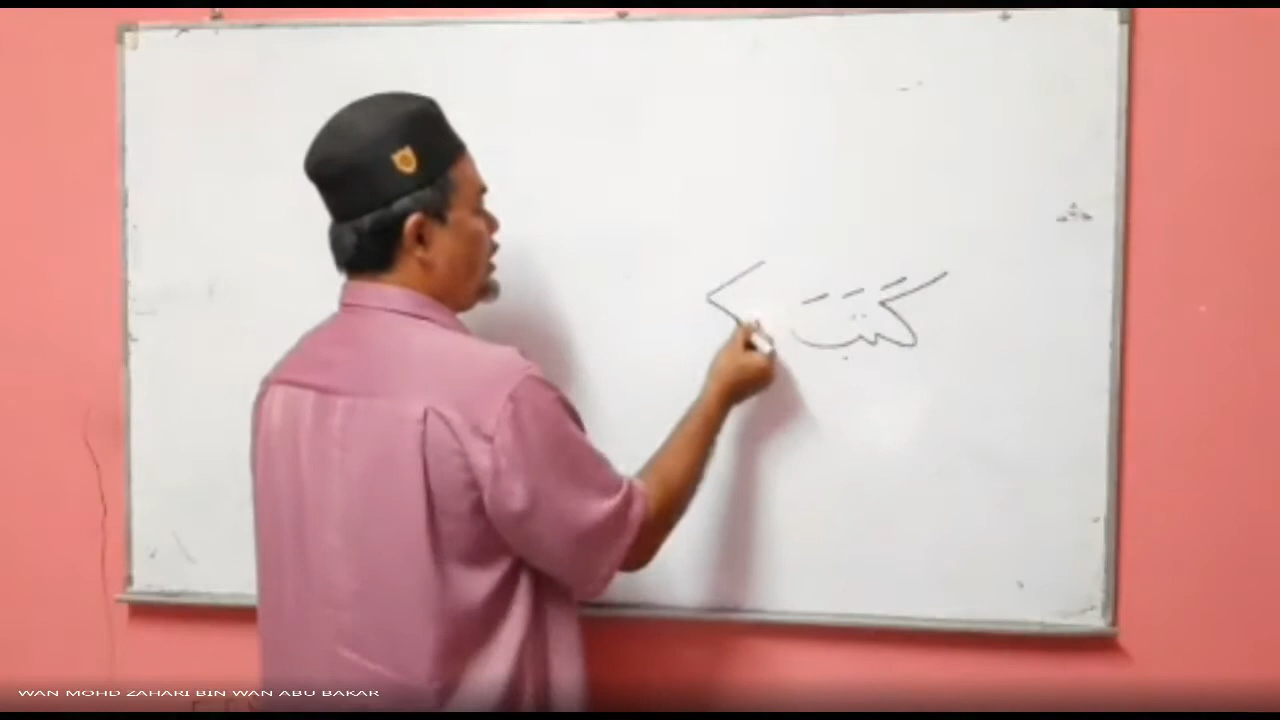 كَتَبَ
WAN MOHD ZAHARI BIN WAN ABU BAKAR